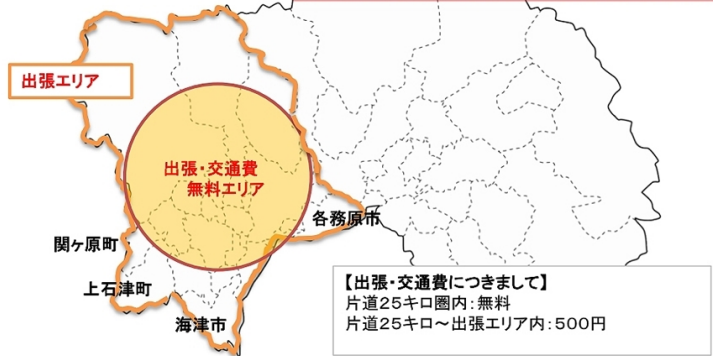 出張エリア
出張・交通費
無料エリア
各務原市
関ヶ原町
上石津町
海津市
【出張・交通費につきまして】
片道25キロ圏内：無料
片道25キロ～出張エリア内：500円